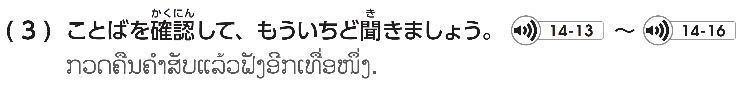 (3) ことばを確認して、もういちど聞きましょう。 14-13 ～ 14-16
ກວດຄືນຄຳສັບແລ້ວຟັງອີກເທື່ອໜຶ່ງ.